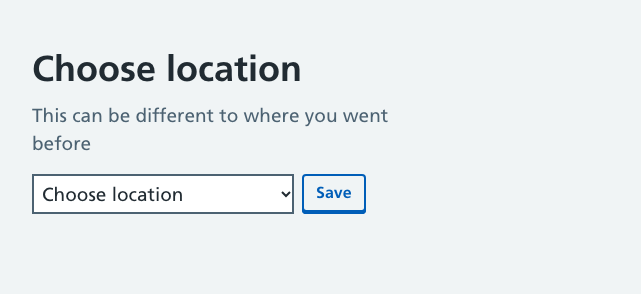 Choose location
This can be different to where you went
before
Choose location
Save